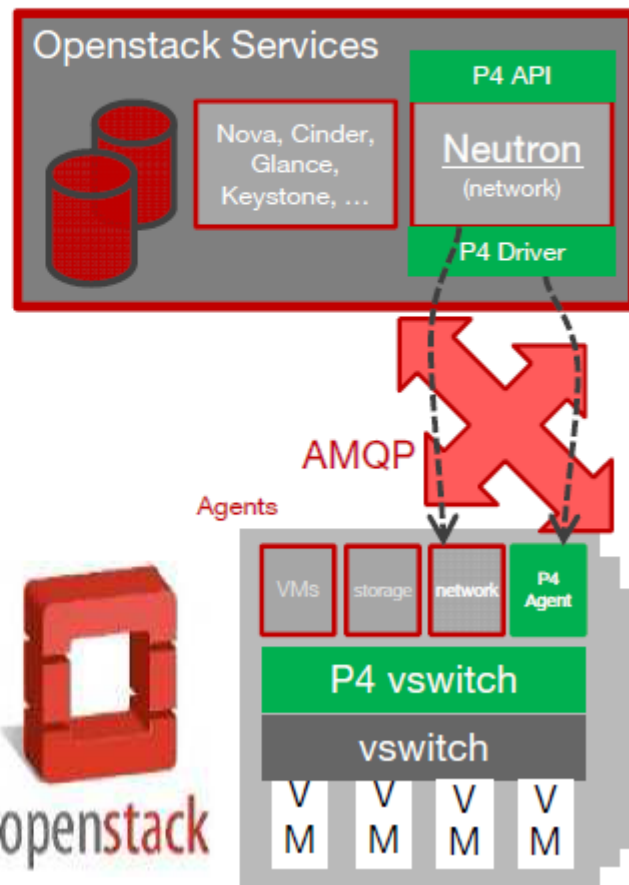 Openstack Services
P4 API
Nova, Cinder,
Glance,
Keystone, ...
Neutron
(network)
P4 Driver
AMQP
Agents
VMs
storage
network
P4
Agent
P4 vswitch
vswitch
V
M
V
M
V
M
V
M
openstack